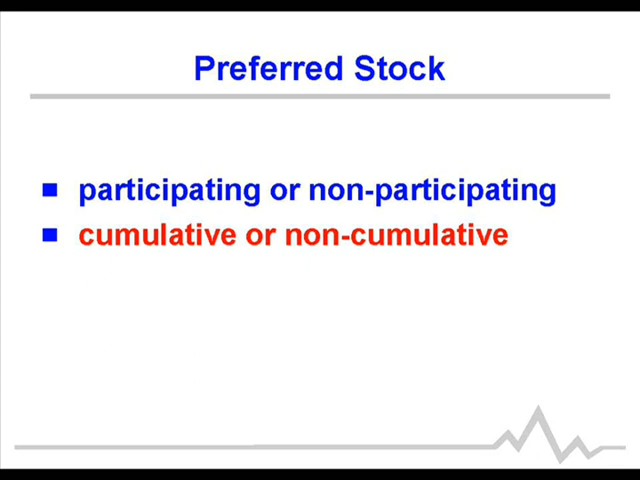 Preferred Stock
participating or non-participating
cumulative or non-cumulative